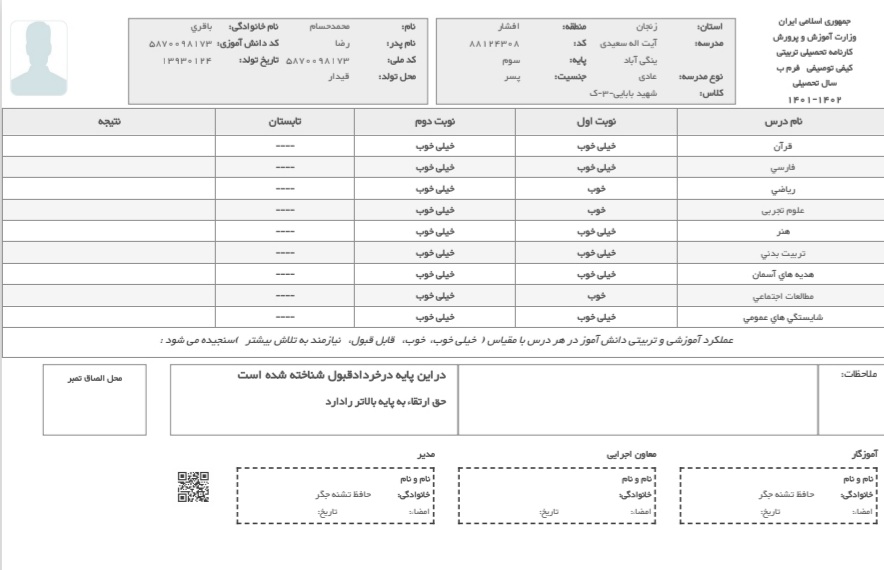 جمهوری اسلامی ایران
وزارت آموزش و پرورش
کارنامه تحصیلی تربیتی
کیفی توصیفی فرم ب
سال تحصیلی
۱۴۰۱-۱۴۰۲
استان: زنجان منطقه: افشار
مدرسه: آیت اله سعیدی کد: ۸۸۱۲۴۳۰۸
ینگی آباد پایه: سوم
نوع مدرسه: عادی جنسیت: پسر
کلاس: شهید بابایی-۳-ک
نام: محمدحسام نام خانوادگی: باقري
نام پدر: رضا کد دانش آموزی: ۵۸۷۰۰۹۸۱۷۳
کد ملی: ۵۸۷۰۰۹۸۱۷۳ تاریخ تولد: ۱۳۹۳۰۱۲۴
محل تولد: قیدار
نام درس نوبت اول نوبت دوم تابستان نتیجه
قرآن خیلی خوب خیلی خوب ----
فارسي خیلی خوب خیلی خوب ----
ریاضي خوب خیلی خوب ----
علوم تجربی خوب خیلی خوب ----
هنر خیلی خوب خیلی خوب ----
تربیت بدني خیلی خوب خیلی خوب ----
هدیه هاي آسمان خیلی خوب خیلی خوب ----
مطالعات اجتماعي خوب خیلی خوب ----
شایستگي هاي عمومي خیلی خوب خیلی خوب ----
عملکرد آموزشی و تربیتی دانش آموز در هر درس با مقیاس ( خیلی خوب، خوب، قابل قبول، نیازمند به تلاش بیشتر )سنجیده می شود :
ملاحظات:
دراین پایه درخردادقبول شناخته شده است
حق ارتقاء به پایه بالاتر رادارد
محل الصاق تمبر
آموزگار
نام و نام
خانوادگی: حافظ تشنه جگر
امضاء: تاریخ:
معاون اجرایی
نام و نام
خانوادگی:
امضاء: تاریخ:
مدیر
نام و نام
خانوادگی: حافظ تشنه جگر
امضاء: تاریخ: